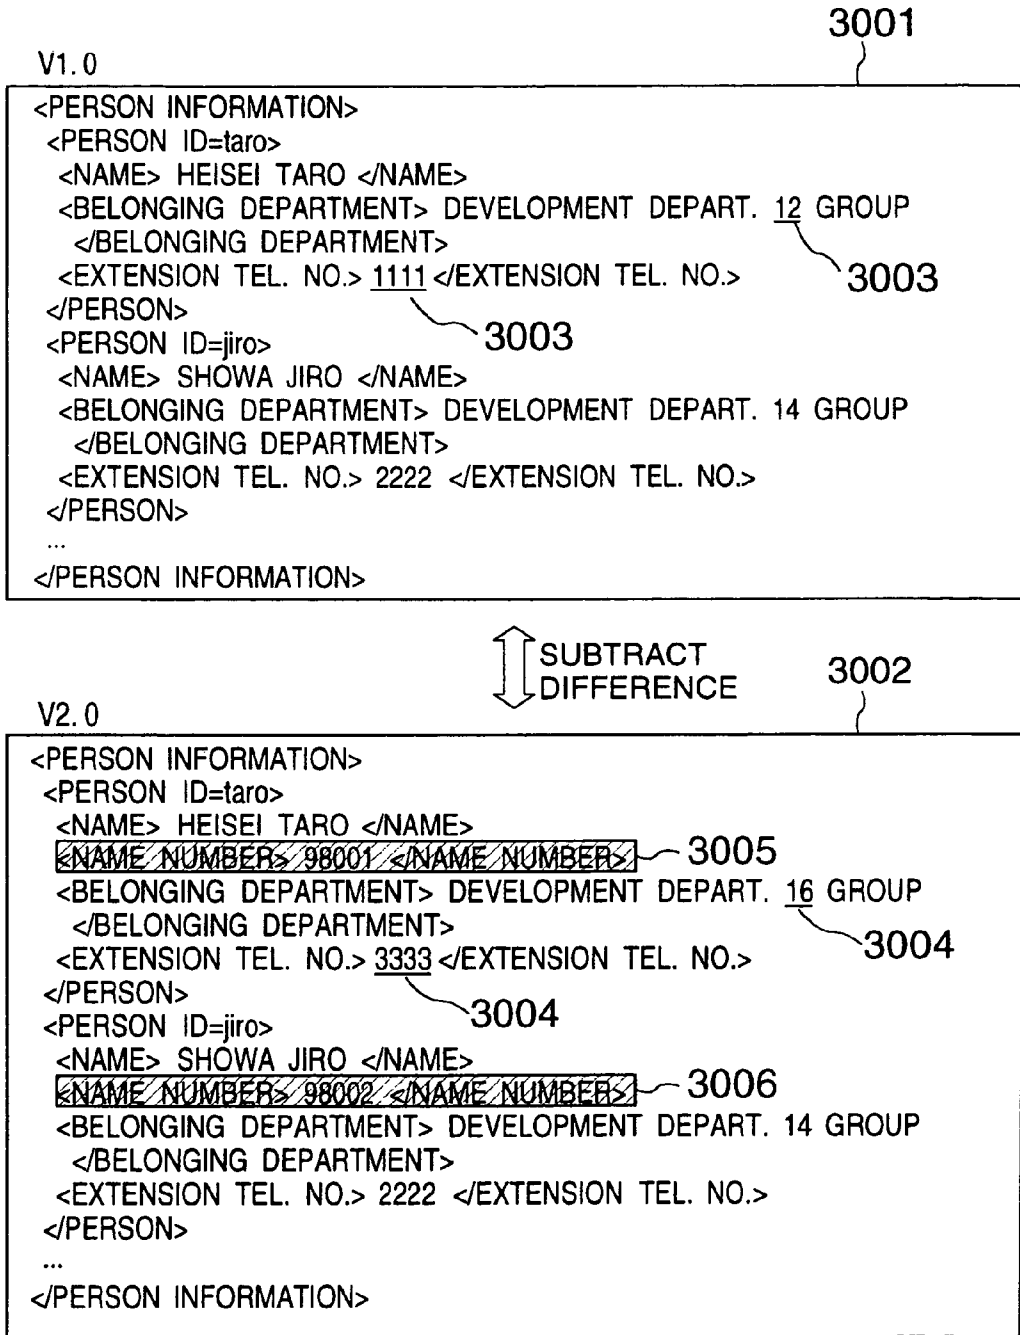 3001
V1.0
<PERSON INFORMATION>
<PERSON ID=taro>
<NAME> HEISEI TARO </NAME>
<BELONGING DEPARTMENT> DEVELOPMENT DEPART. 12 GROUP
</BELONGING DEPARTMENT>
<EXTENSION TEL. NO.> 1111 </EXTENSION TEL. NO.>
3003
</PERSON>
3003
<PERSON ID=jiro>
<NAME> SHOWA JIRO </NAME>
<BELONGING DEPARTMENT> DEVELOPMENT DEPART. 14 GROUP
</BELONGING DEPARTMENT>
<EXTENSION TEL. NO.> 2222 </EXTENSION TEL. NO.>
</PERSON>
...
</PERSON INFORMATION>
SUBTRACT
DIFFERENCE
3002
V2.0
<PERSON INFORMATION>
<PERSON ID=taro>
<NAME> HEISEI TARO </NAME>
<NAME NUMBER> 98001 </NAME NUMBER>
3005
<BELONGING DEPARTMENT> DEVELOPMENT DEPART. 16 GROUP
</BELONGING DEPARTMENT>
3004
<EXTENSION TEL. NO.> 3333 </EXTENSION TEL. NO.>
</PERSON>
3004
<PERSON ID=jiro>
<NAME> SHOWA JIRO </NAME>
<NAME NUMBER> 98002 </NAME NUMBER>
3006
<BELONGING DEPARTMENT> DEVELOPMENT DEPART. 14 GROUP
</BELONGING DEPARTMENT>
<EXTENSION TEL. NO.> 2222 </EXTENSION TEL. NO.>
</PERSON>
...
</PERSON INFORMATION>